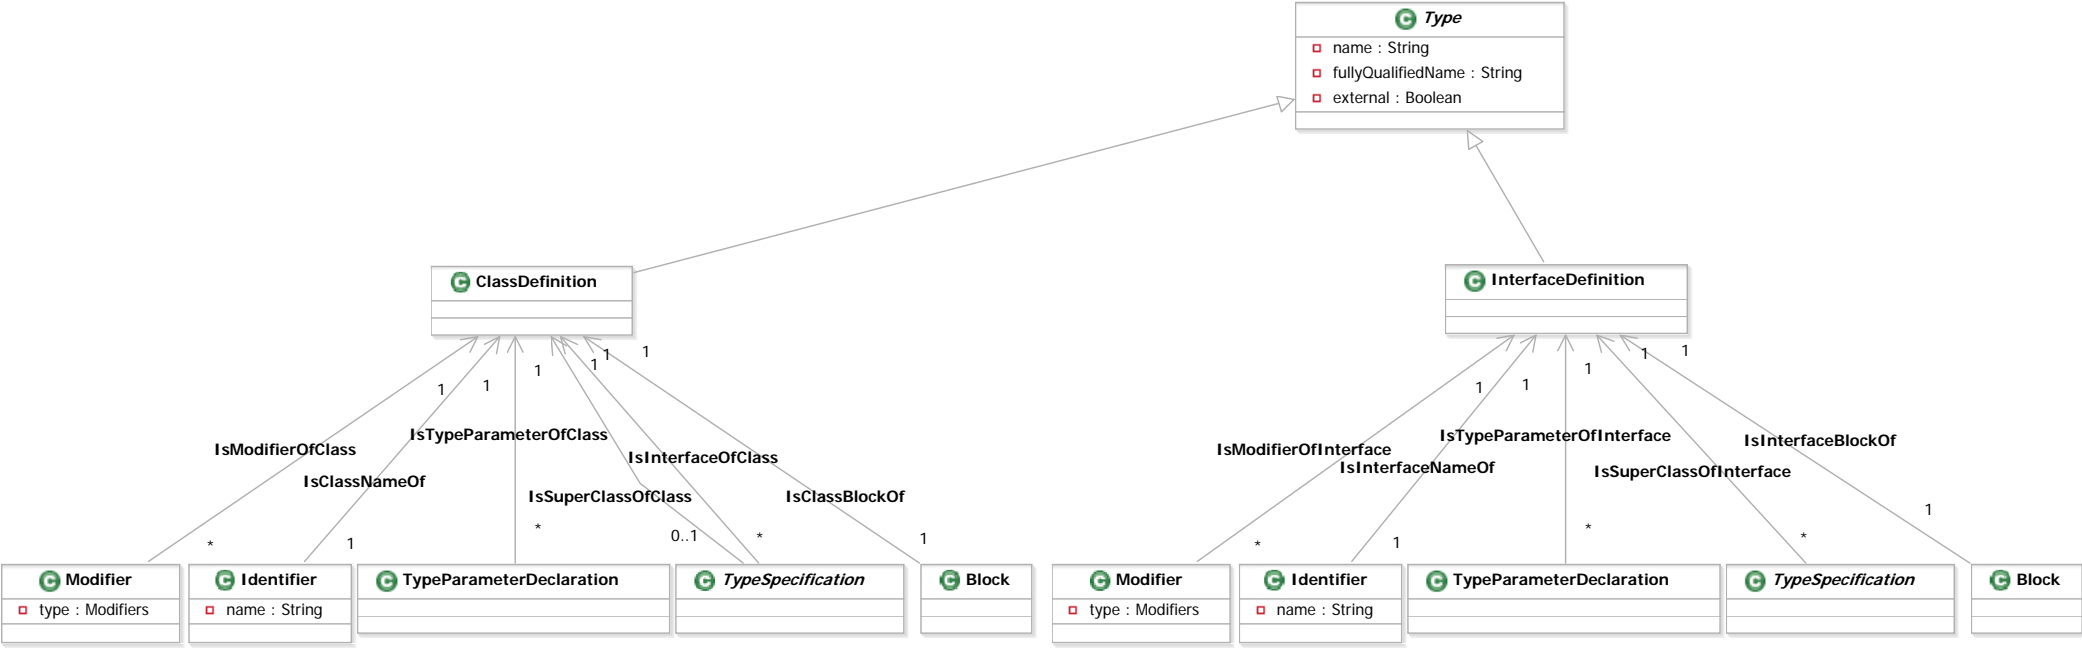 C Type
name : String
fullyQualifiedName : String
external : Boolean
C ClassDefinition
C InterfaceDefinition
1 1 1 1 1 1
1 1 1 1 1
IsModifierOfClass
IsClassNameOf
IsTypeParameterOfClass
IsSuperClassOfClass
IsInterfaceOfClass
IsClassBlockOf
IsModifierOfInterface
IsInterfaceNameOf
IsTypeParameterOfInterface
IsSuperClassOfInterface
IsInterfaceBlockOf
* 1 * 0..1 * 1
* 1 * * 1
C Modifier
type : Modifiers
C Identifier
name : String
C TypeParameterDeclaration
C TypeSpecification
C Block
C Modifier
type : Modifiers
C Identifier
name : String
C TypeParameterDeclaration
C TypeSpecification
C Block